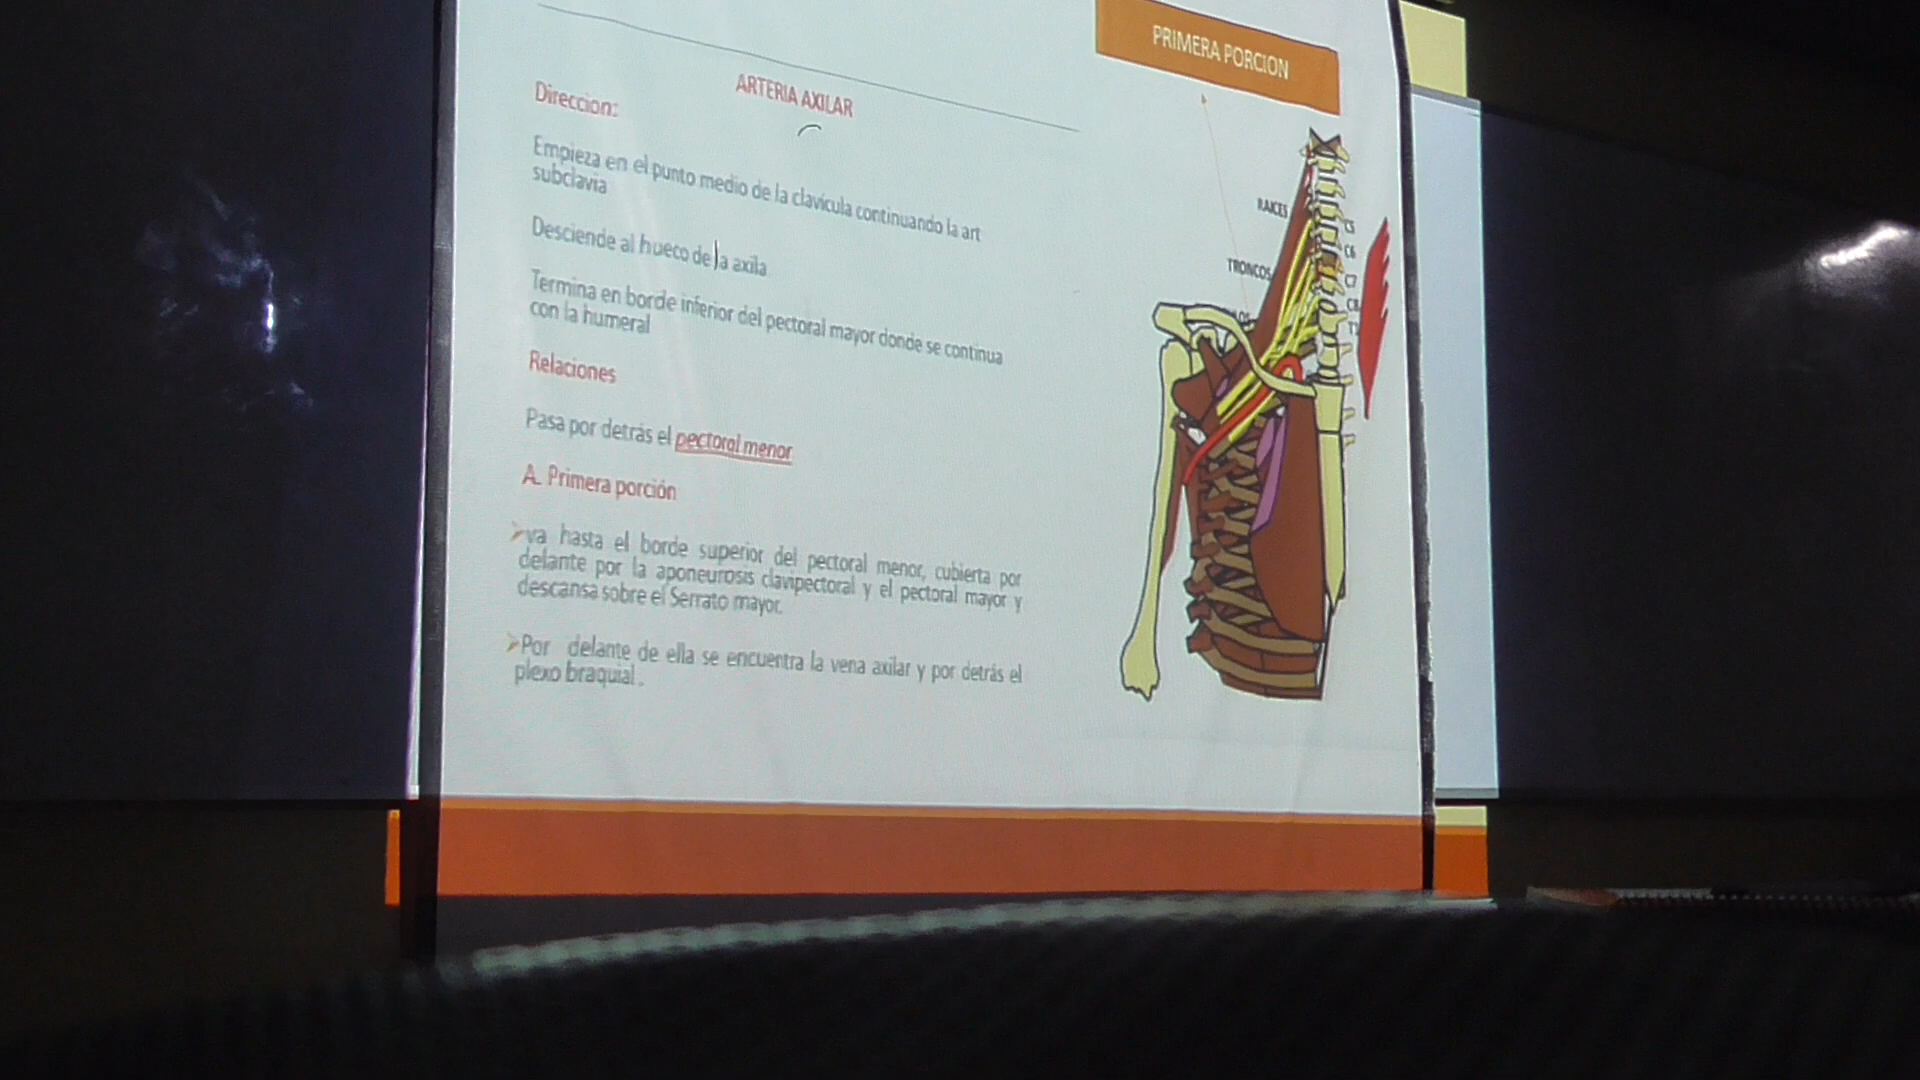 PRIMERA PORCION
ARTERIA AXILAR
Direccion:
Empieza en el punto medio de la clavicula continuando la art
subclavia
Desciende al hueco de la axila
Termina en borde inferior del pectoral mayor donde se continua
con la humeral
Relaciones
Pasa por detrás el pectoral menor
A. Primera porción
va hasta el borde superior del pectoral menor, cubierta por
delante por la aponeurosis clavipectoral y el pectoral mayor y
descansa sobre el Serrato mayor.
Por delante de ella se encuentra la vena axilar y por detrás el
plexo braquial .
RAICES
C5
C6
TRONCOS
C7
C8